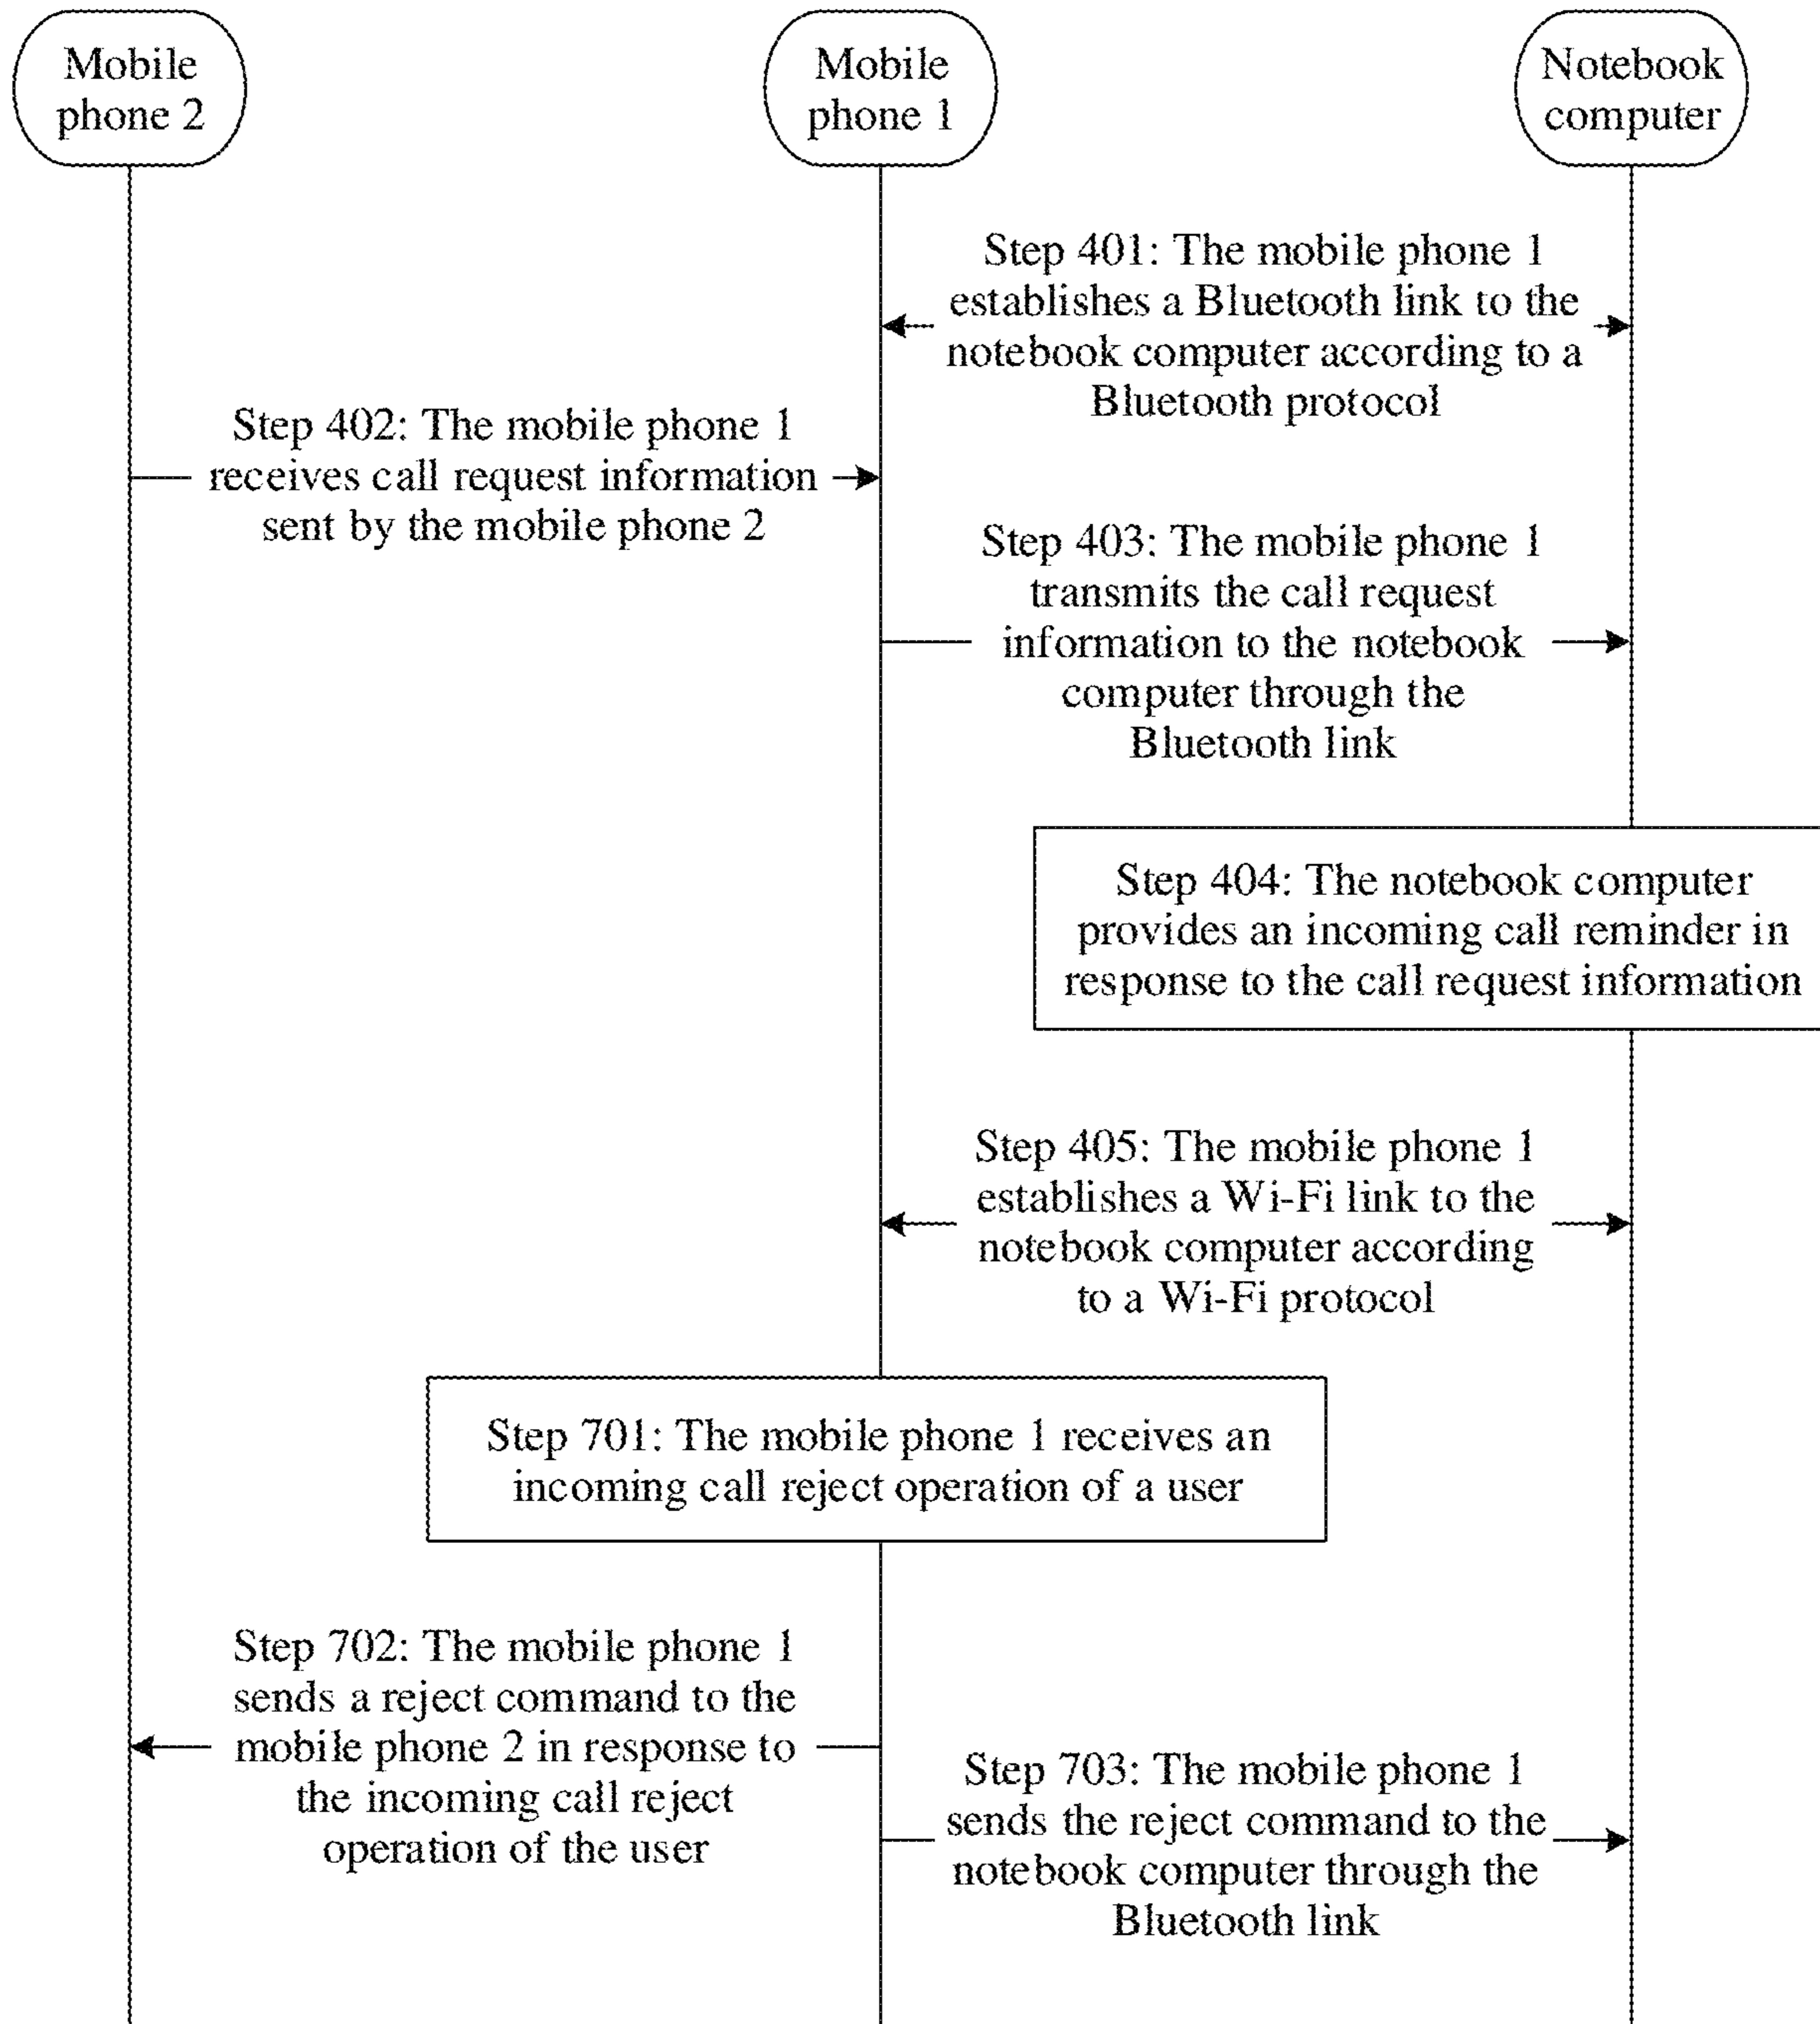 Mobile
phone 2
Mobile
phone 1
Notebook
computer
Step 401: The mobile phone 1
establishes a Bluetooth link to the
notebook computer according to a
Bluetooth protocol
Step 402: The mobile phone 1
receives call request information
sent by the mobile phone 2
Step 403: The mobile phone 1
transmits the call request
information to the notebook
computer through the
Bluetooth link
Step 404: The notebook computer
provides an incoming call reminder in
response to the call request information
Step 405: The mobile phone 1
establishes a Wi-Fi link to the
notebook computer according
to a Wi-Fi protocol
Step 701: The mobile phone 1 receives an
incoming call reject operation of a user
Step 702: The mobile phone 1
sends a reject command to the
mobile phone 2 in response to
the incoming call reject
operation of the user
Step 703: The mobile phone 1
sends the reject command to the
notebook computer through the
Bluetooth link